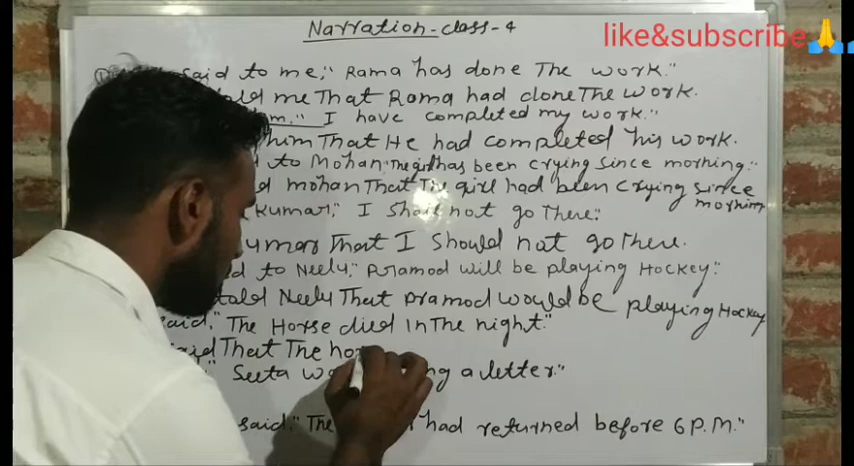 Narration-class-4
like&subscribe🙏
said to me," Rama has done The work."
told me That Rama had done The work.
I have completed my work."
him That He had completed his work.
to Mohan," The girl has been crying since morning."
mohan That The girl had been crying since
morning
Kumar," I shall not go There."
That I should not go There.
to Neelu," Pramod will be playing Hockey."
told Neelu That pramod would be playing Hockey
said," The Horse died In The night."
said That The
Seeta a letter."
said," The had returned before 6 P.M."